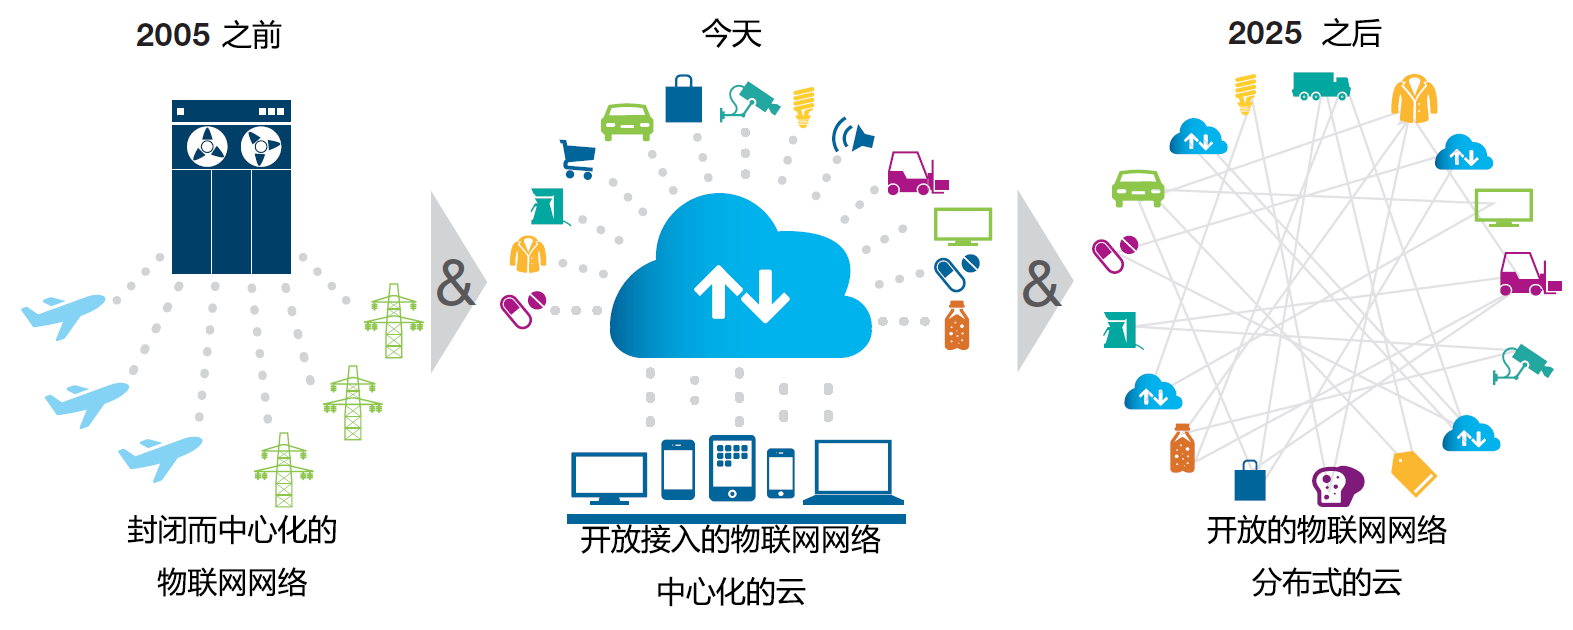 2005 之前
今天
2025 之后
&
&
封闭而中心化的
物联网网络
开放接入的物联网网络
中心化的云
开放的物联网网络
分布式的云